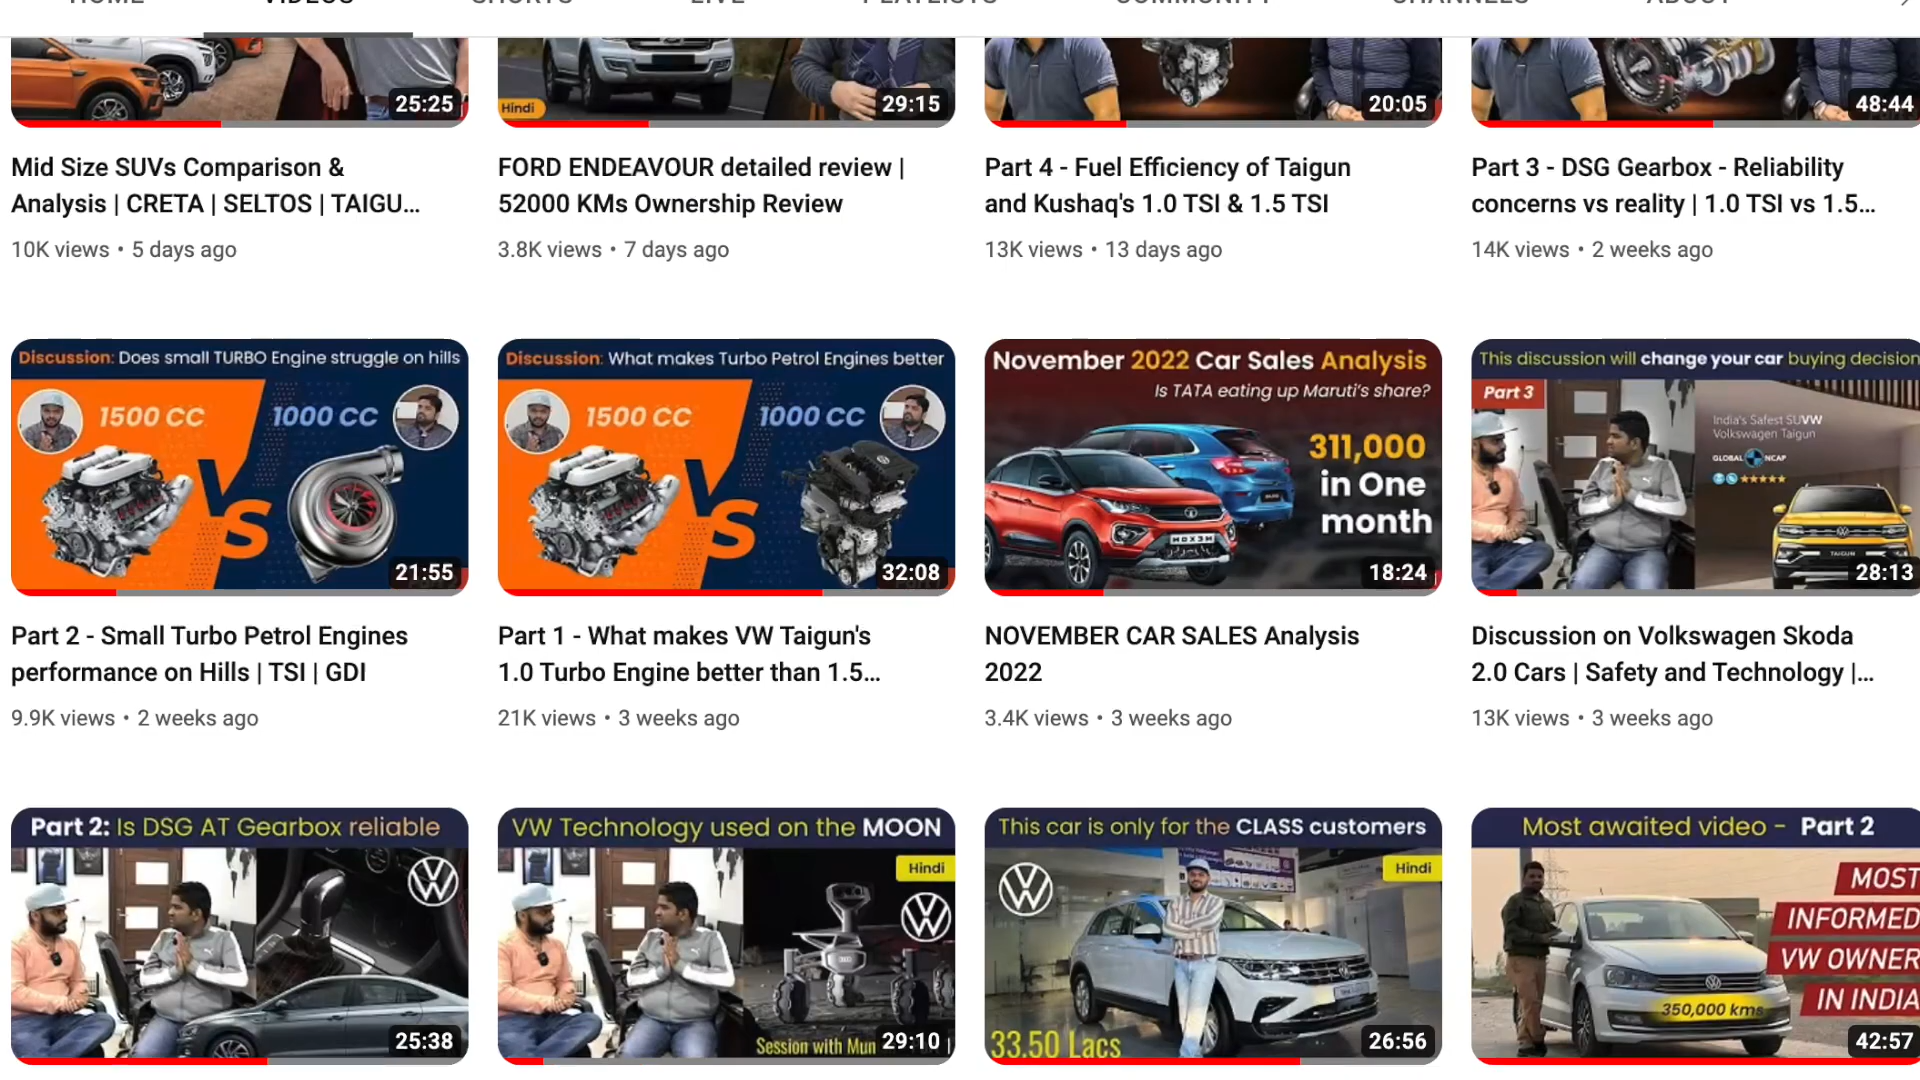 HOME VIDEOS SHORTS LIVE PLAYLISTS COMMUNITY CHANNELS ABOUT
25:25
Hindi
29:15
20:05
48:44
Mid Size SUVs Comparison &
Analysis | CRETA | SELTOS | TAIGU...
10K views • 5 days ago
FORD ENDEAVOUR detailed review |
52000 KMs Ownership Review
3.8K views • 7 days ago
Part 4 - Fuel Efficiency of Taigun
and Kushaq's 1.0 TSI & 1.5 TSI
13K views • 13 days ago
Part 3 - DSG Gearbox - Reliability
concerns vs reality | 1.0 TSI vs 1.5...
14K views • 2 weeks ago
Discussion: Does small TURBO Engine struggle on hills
1500 CC
1000 CC
VS
21:55
Discussion: What makes Turbo Petrol Engines better
1500 CC
1000 CC
VS
32:08
November 2022 Car Sales Analysis
Is TATA eating up Maruti's share?
311,000
in One
month
18:24
This discussion will change your car buying decision
Part 3
India's Safest SUVW
Volkswagen Taigun
GLOBAL NCAP
TAIGUN
28:13
Part 2 - Small Turbo Petrol Engines
performance on Hills | TSI | GDI
9.9K views • 2 weeks ago
Part 1 - What makes VW Taigun's
1.0 Turbo Engine better than 1.5...
21K views • 3 weeks ago
NOVEMBER CAR SALES Analysis
2022
3.4K views • 3 weeks ago
Discussion on Volkswagen Skoda
2.0 Cars | Safety and Technology |...
13K views • 3 weeks ago
Part 2: Is DSG AT Gearbox reliable
25:38
VW Technology used on the MOON
Hindi
Session with Mun
29:10
This car is only for the CLASS customers
Hindi
33.50 Lacs
26:56
Most awaited video - Part 2
MOST
INFORMED
VW OWNER
IN INDIA
350,000 kms
42:57